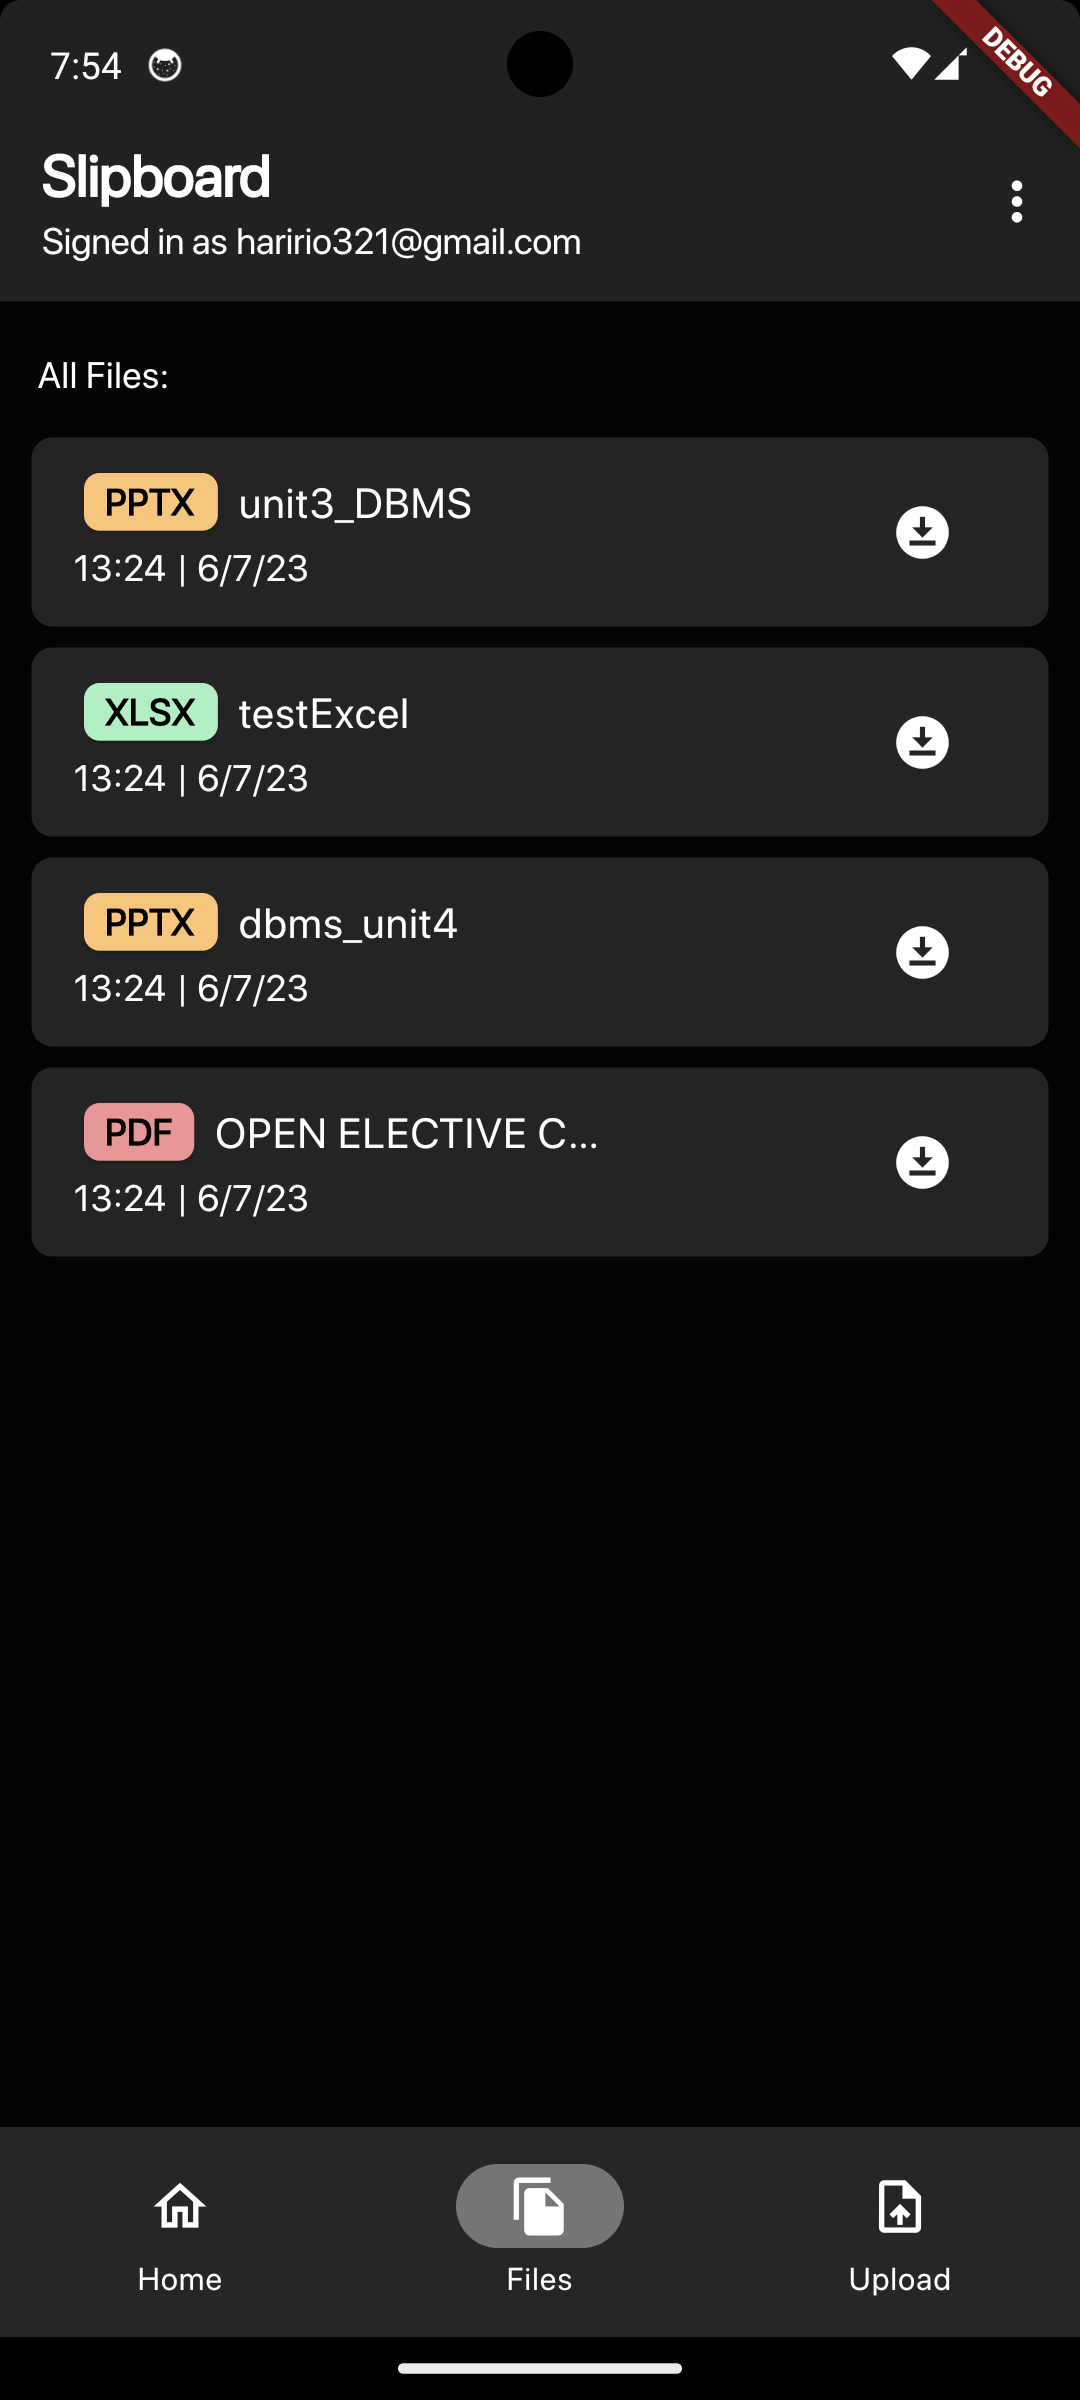 7:54
DEBUG
Slipboard
Signed in as haririo321@gmail.com
All Files:
PPTX unit3_DBMS
13:24 | 6/7/23
XLSX testExcel
13:24 | 6/7/23
PPTX dbms_unit4
13:24 | 6/7/23
PDF OPEN ELECTIVE C...
13:24 | 6/7/23
Home Files Upload